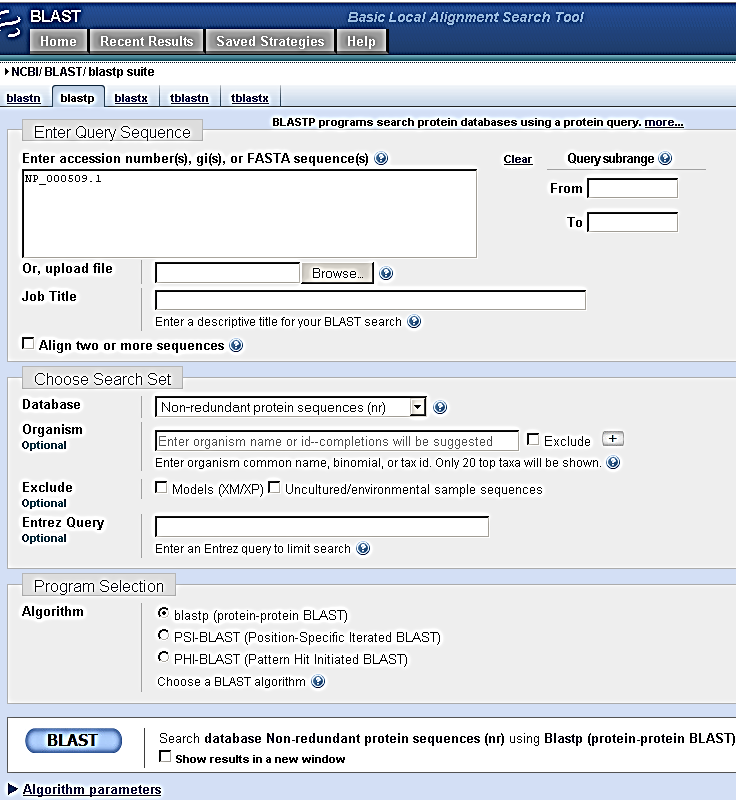 BLAST
Basic Local Alignment Search Tool
Home Recent Results Saved Strategies Help
NCBI/ BLAST/ blastp suite
blastn blastp blastx tblastn tblastx
BLASTP programs search protein databases using a protein query. more...
Enter Query Sequence
Enter accession number(s), gi(s), or FASTA sequence(s) Clear Query subrange
NP_000509.1
From
To
Or, upload file Browse...
Job Title
Enter a descriptive title for your BLAST search
Align two or more sequences
Choose Search Set
Database Non-redundant protein sequences (nr)
Organism
Optional
Enter organism name or id--completions will be suggested Exclude +
Enter organism common name, binomial, or tax id. Only 20 top taxa will be shown.
Exclude Models (XM/XP) Uncultured/environmental sample sequences
Optional
Entrez Query
Optional
Enter an Entrez query to limit search
Program Selection
Algorithm
blastp (protein-protein BLAST)
PSI-BLAST (Position-Specific Iterated BLAST)
PHI-BLAST (Pattern Hit Initiated BLAST)
Choose a BLAST algorithm
BLAST Search database Non-redundant protein sequences (nr) using Blastp (protein-protein BLAST)
Show results in a new window
Algorithm parameters